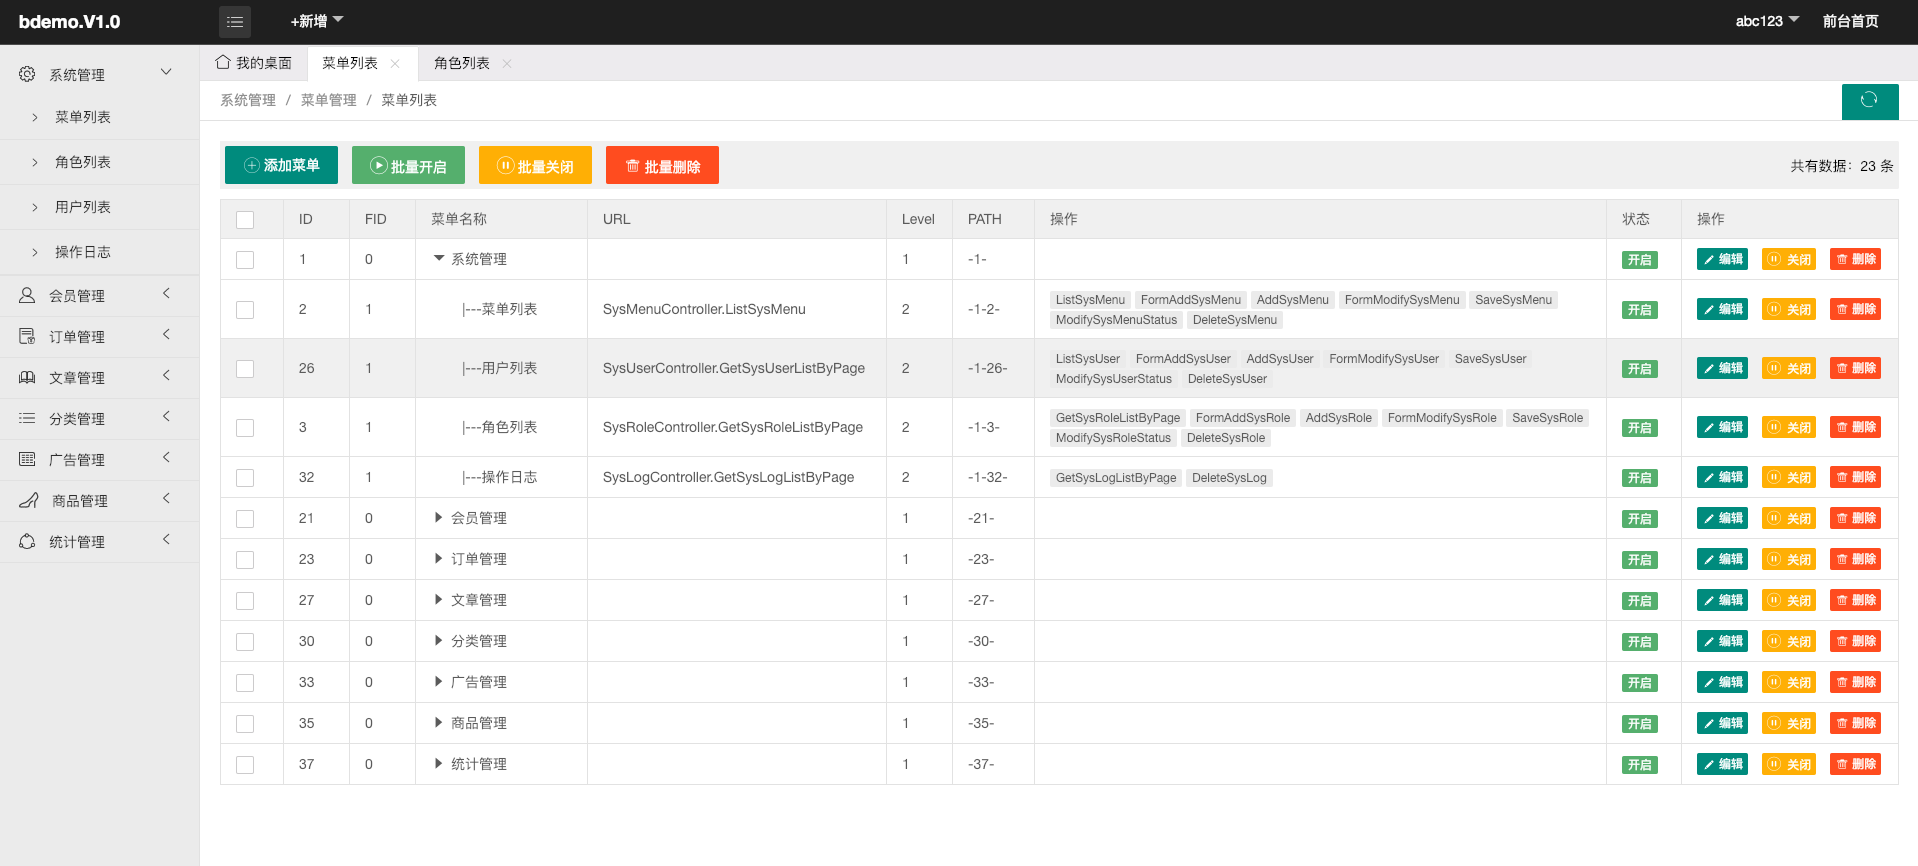 bdemo.V1.0
+新增
abc123
前台首页
系统管理
菜单列表
角色列表
用户列表
操作日志
会员管理
订单管理
文章管理
分类管理
广告管理
商品管理
统计管理
我的桌面 菜单列表 角色列表
系统管理 / 菜单管理 / 菜单列表
添加菜单 批量开启 批量关闭 批量删除 共有数据：23 条
ID FID 菜单名称 URL Level PATH 操作 状态 操作
1 0 系统管理 1 -1- 开启 编辑 关闭 删除
2 1 |---菜单列表 SysMenuController.ListSysMenu 2 -1-2- ListSysMenu FormAddSysMenu AddSysMenu FormModifySysMenu SaveSysMenu 开启 编辑 关闭 删除
ModifySysMenuStatus DeleteSysMenu
26 1 |---用户列表 SysUserController.GetSysUserListByPage 2 -1-26- ListSysUser FormAddSysUser AddSysUser FormModifySysUser SaveSysUser 开启 编辑 关闭 删除
ModifySysUserStatus DeleteSysUser
3 1 |---角色列表 SysRoleController.GetSysRoleListByPage 2 -1-3- GetSysRoleListByPage FormAddSysRole AddSysRole FormModifySysRole SaveSysRole 开启 编辑 关闭 删除
ModifySysRoleStatus DeleteSysRole
32 1 |---操作日志 SysLogController.GetSysLogListByPage 2 -1-32- GetSysLogListByPage DeleteSysLog 开启 编辑 关闭 删除
21 0 会员管理 1 -21- 开启 编辑 关闭 删除
23 0 订单管理 1 -23- 开启 编辑 关闭 删除
27 0 文章管理 1 -27- 开启 编辑 关闭 删除
30 0 分类管理 1 -30- 开启 编辑 关闭 删除
33 0 广告管理 1 -33- 开启 编辑 关闭 删除
35 0 商品管理 1 -35- 开启 编辑 关闭 删除
37 0 统计管理 1 -37- 开启 编辑 关闭 删除